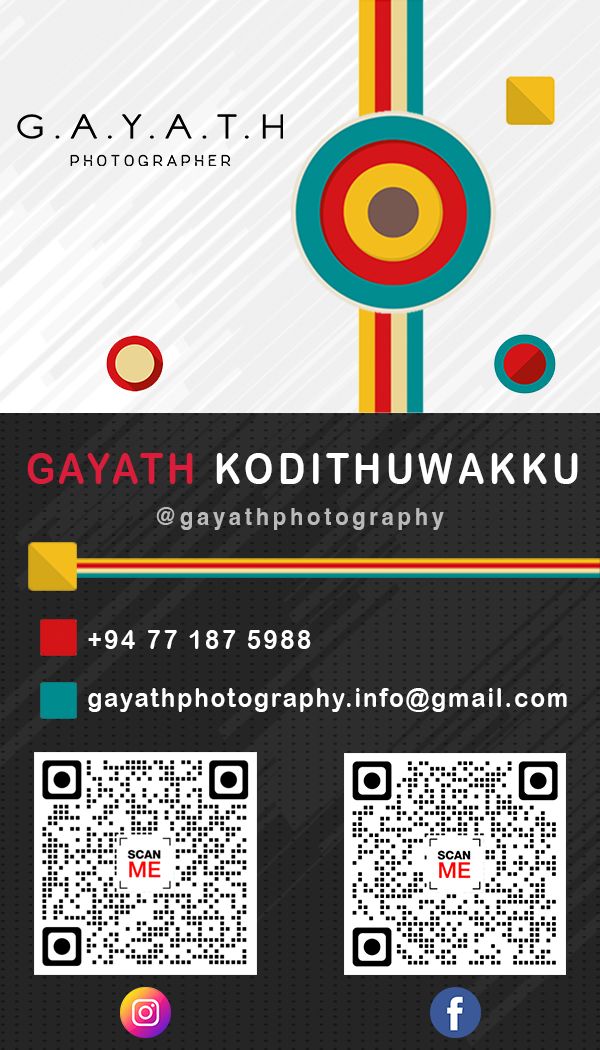 G.A.Y.A.T.H
PHOTOGRAPHER
GAYATH KODITHUWAKKU
@gayathphotography
+94 77 187 5988
gayathphotography.info@gmail.com
SCAN
ME
SCAN
ME